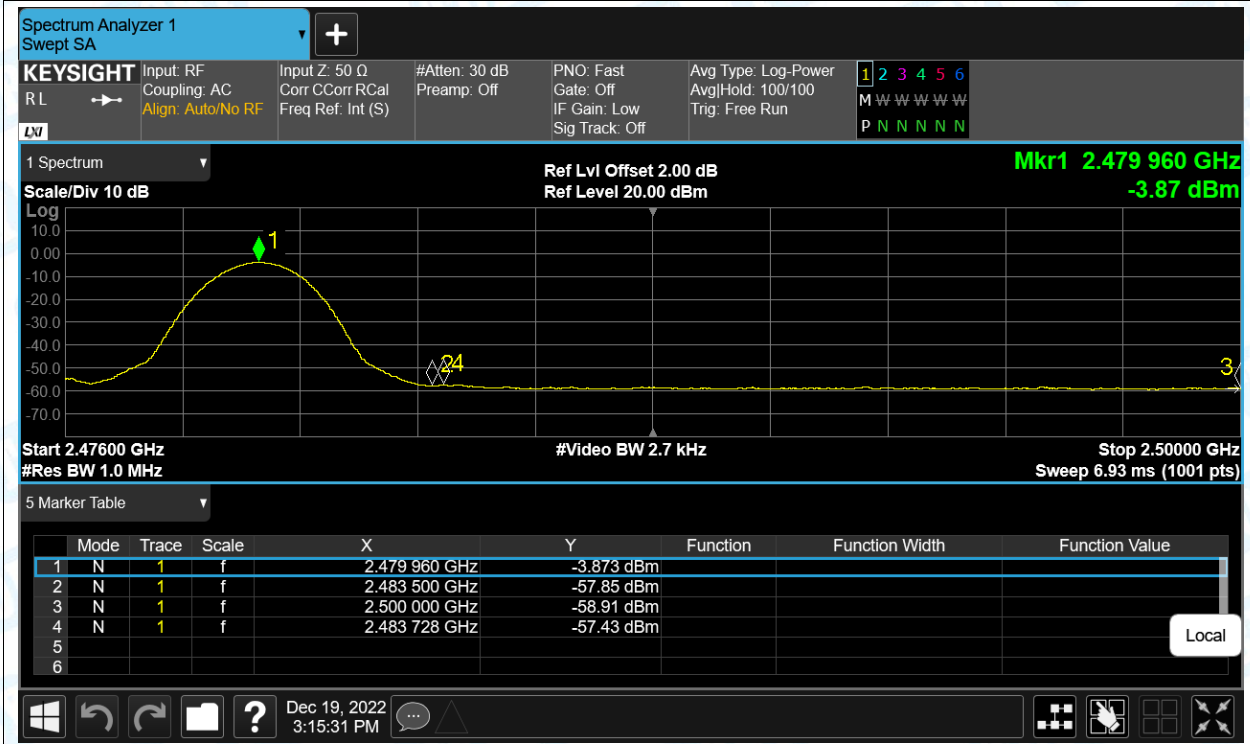 Spectrum Analyzer 1
Swept SA
KEYSIGHT Input: RF Input Z: 50 Ω #Atten: 30 dB PNO: Fast Avg Type: Log-Power 1 2 3 4 5 6
R L Coupling: AC Corr CCorr RCal Preamp: Off Gate: Off Avg|Hold: 100/100 M W W W W W
Align: Auto/No RF Freq Ref: Int (S) IF Gain: Low Trig: Free Run
LXI Sig Track: Off P N N N N N N
1 Spectrum
Ref Lvl Offset 2.00 dB Mkr1 2.479 960 GHz
Scale/Div 10 dB Ref Level 20.00 dBm -3.87 dBm
Log
10.0
0.00
-10.0
-20.0
-30.0
-40.0
-50.0
-60.0
-70.0
1
2 4
3
Start 2.47600 GHz #Video BW 2.7 kHz Stop 2.50000 GHz
#Res BW 1.0 MHz Sweep 6.93 ms (1001 pts)
5 Marker Table
Mode Trace Scale X Y Function Function Width Function Value
1 N 1 f 2.479 960 GHz -3.873 dBm
2 N 1 f 2.483 500 GHz -57.85 dBm
3 N 1 f 2.500 000 GHz -58.91 dBm
4 N 1 f 2.483 728 GHz -57.43 dBm
5
6
Local
? Dec 19, 2022
3:15:31 PM